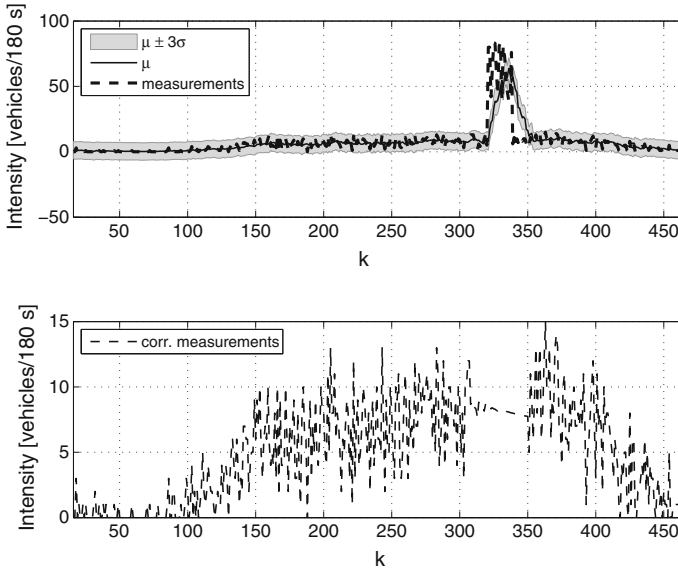 100
50
0
−50
Intensity [vehicles/180 s]
μ ± 3σ
μ
measurements
50 100 150 200 250 300 350 400 450
k
15
10
5
0
Intensity [vehicles/180 s]
corr. measurements
50 100 150 200 250 300 350 400 450
k